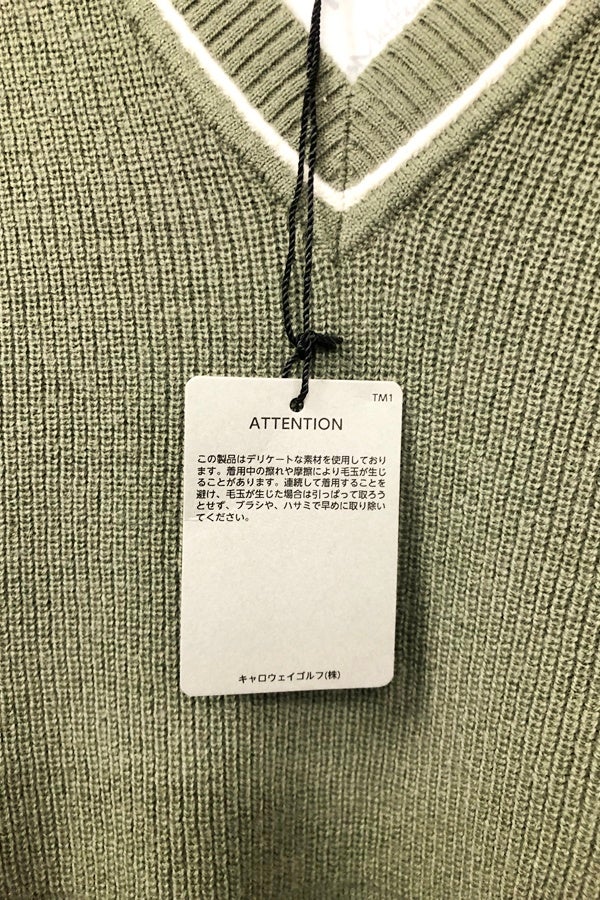 TM1
ATTENTION
この製品はデリケートな素材を使用しており
ます。着用中の擦れや摩擦により毛玉が生じ
ることがあります。連続して着用することを
避け、毛玉が生じた場合は引っぱって取ろう
とせず、ブラシや、ハサミで早めに取り除い
てください。
キャロウェイゴルフ(株)